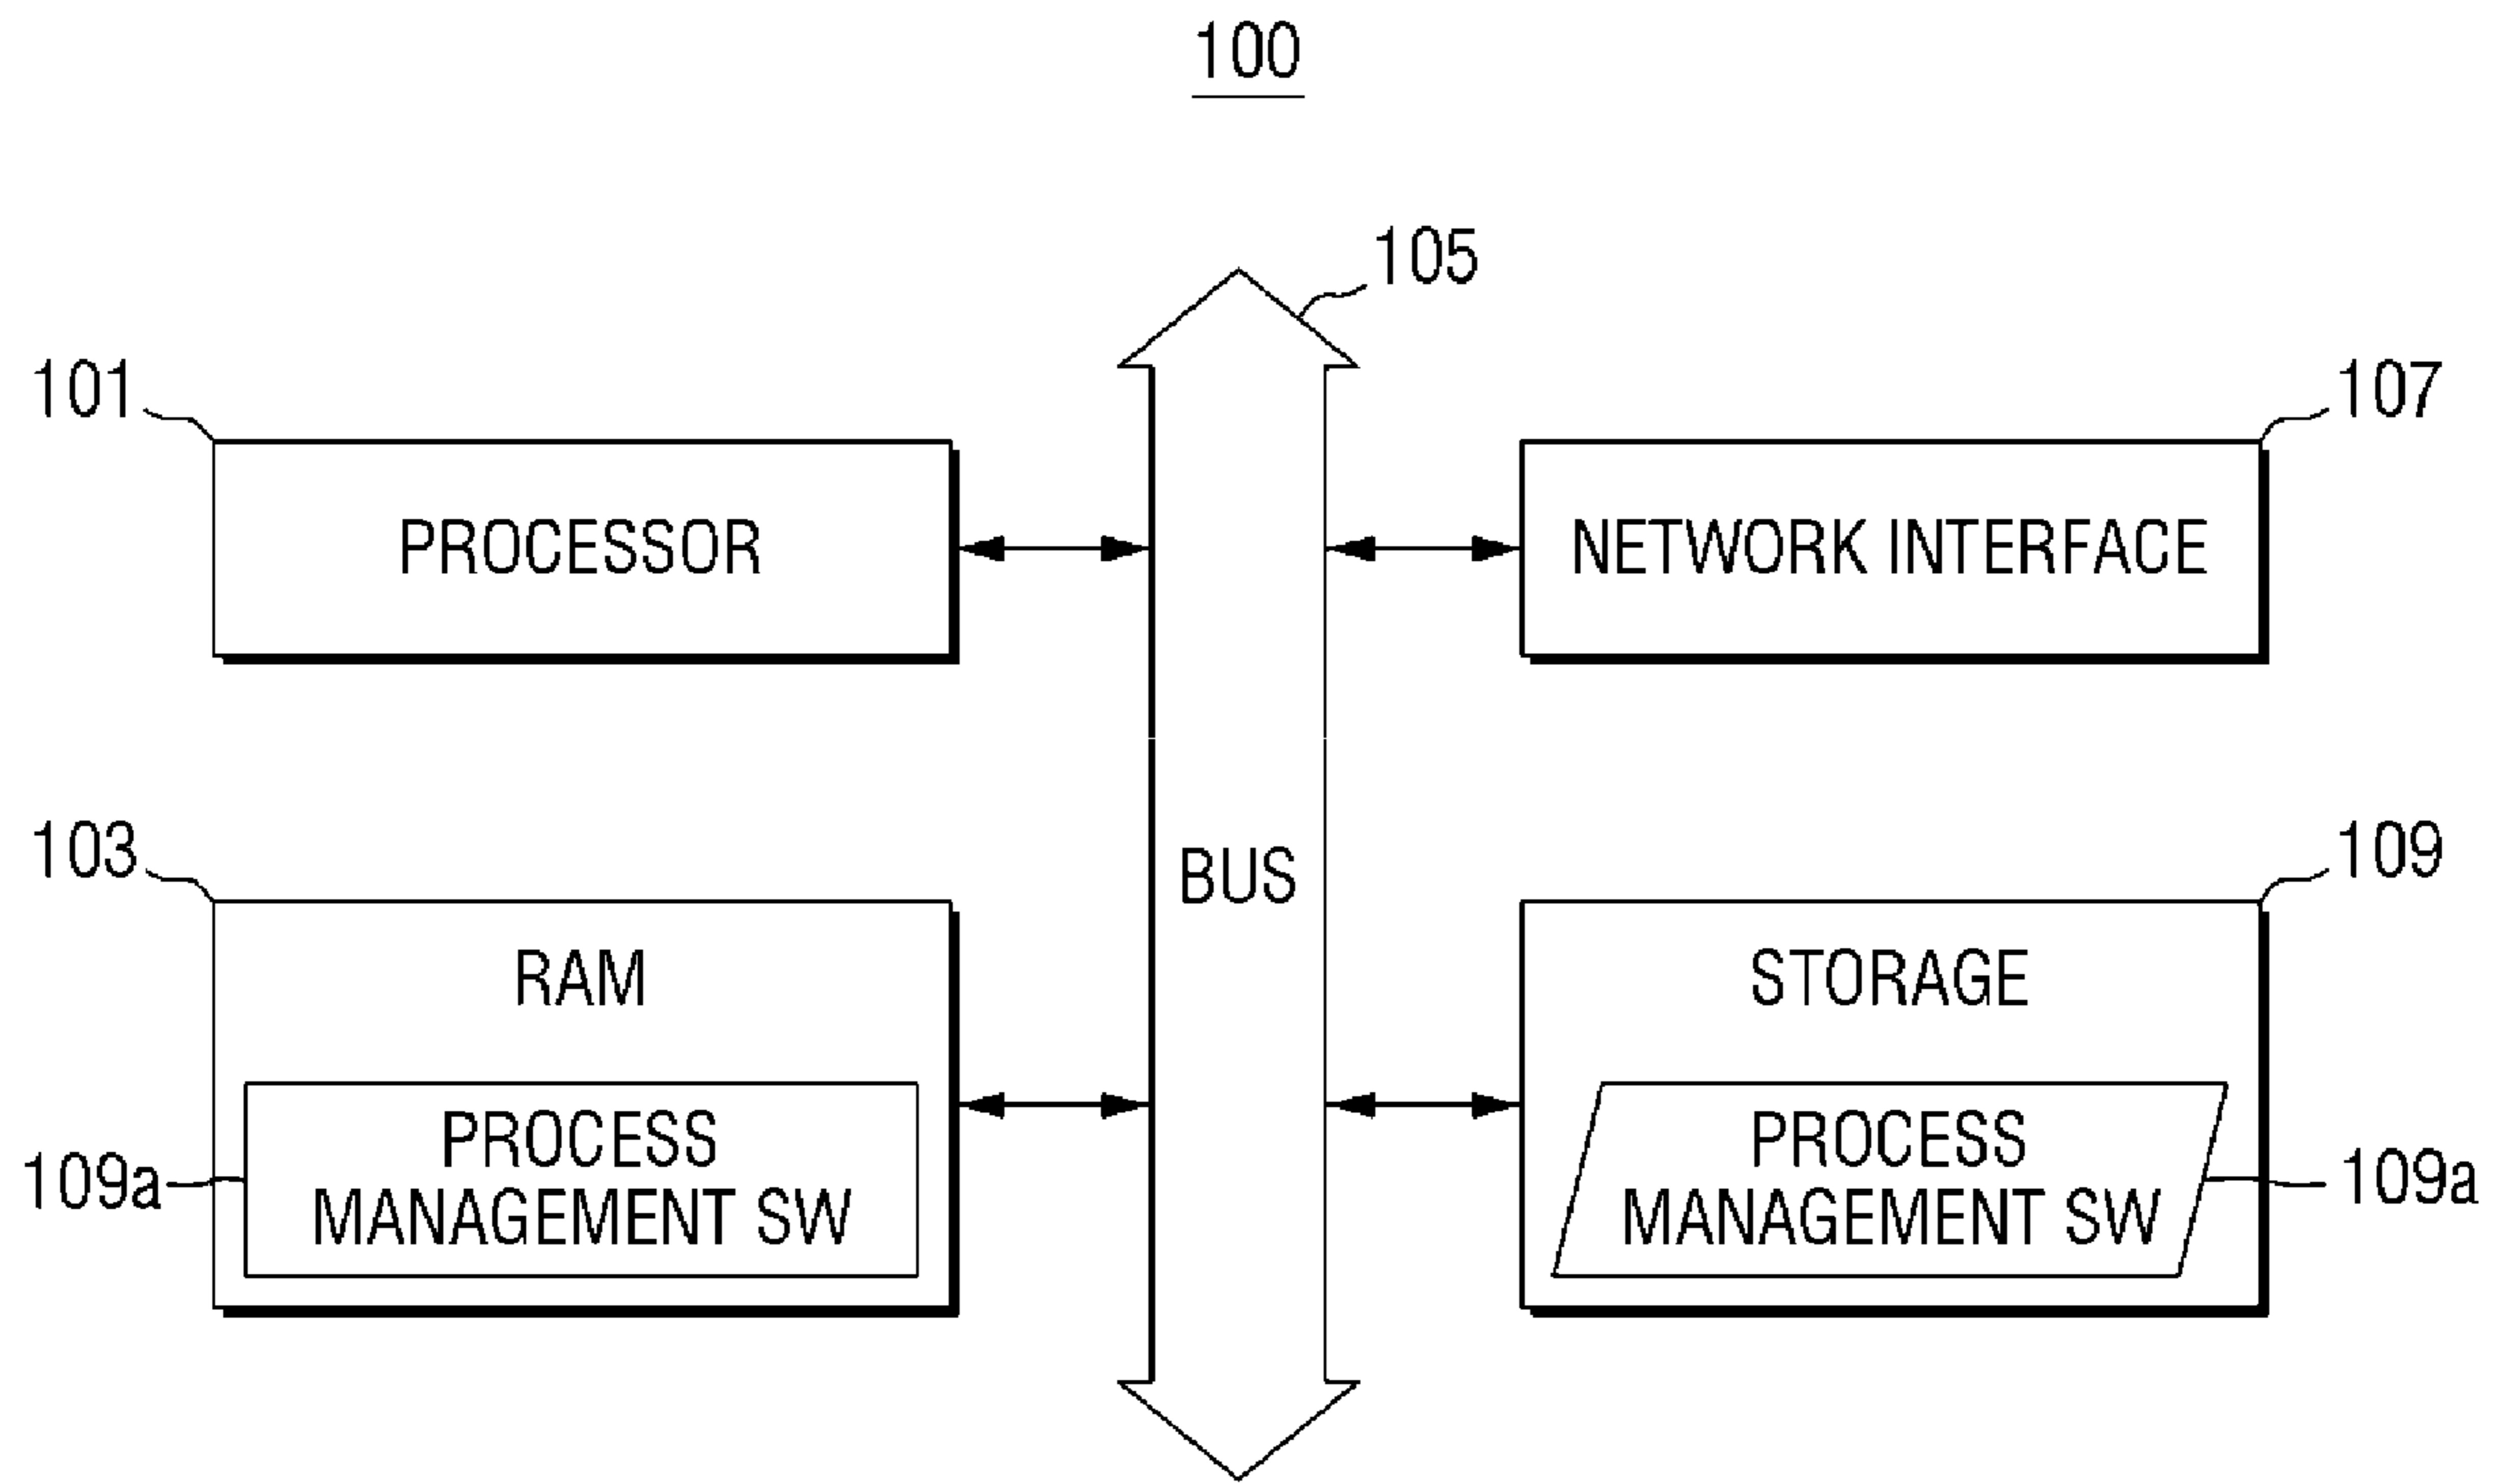 100
105
101
107
PROCESSOR
NETWORK INTERFACE
103
109
BUS
RAM
STORAGE
109a
PROCESS
MANAGEMENT SW
PROCESS
MANAGEMENT SW
109a